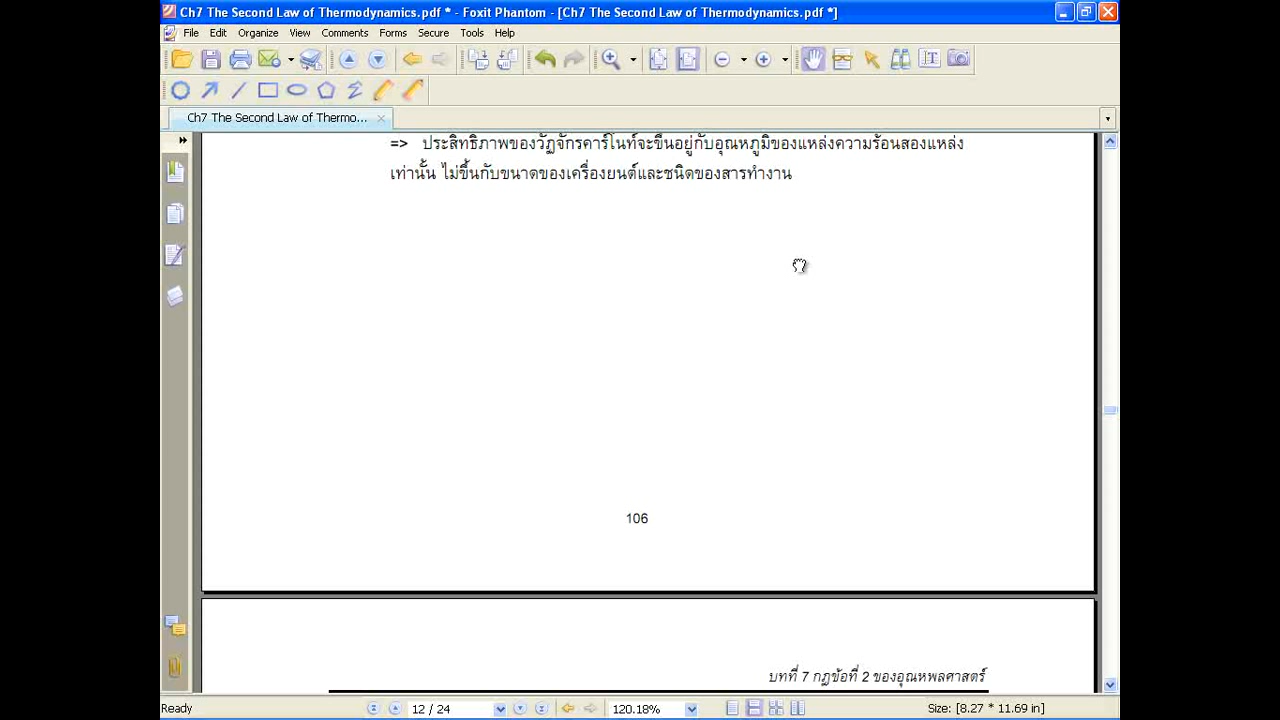 Ch7 The Second Law of Thermodynamics.pdf * - Foxit Phantom - [Ch7 The Second Law of Thermodynamics.pdf *]
File Edit Organize View Comments Forms Secure Tools Help
Ch7 The Second Law of Thermo...
=> ประสิทธิภาพของวัฏจักรคาร์โนท์จะขึ้นอยู่กับอุณหภูมิของแหล่งความร้อนสองแหล่ง
เท่านั้น ไม่ขึ้นกับขนาดของเครื่องยนต์และชนิดของสารทำงาน
106
บทที่ 7 กฎข้อที่ 2 ของอุณหพลศาสตร์
Ready 12 / 24 120.18% Size: [8.27 * 11.69 in]